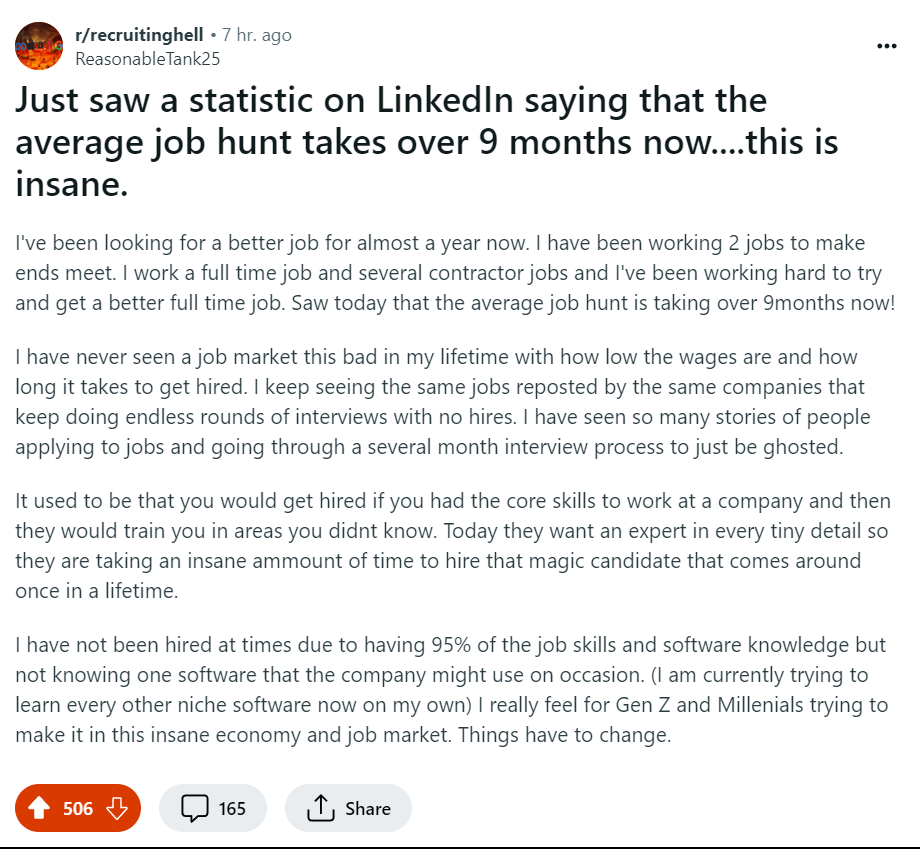 r/recruitinghell • 7 hr. ago
ReasonableTank25
Just saw a statistic on LinkedIn saying that the
average job hunt takes over 9 months now....this is
insane.
I've been looking for a better job for almost a year now. I have been working 2 jobs to make
ends meet. I work a full time job and several contractor jobs and I've been working hard to try
and get a better full time job. Saw today that the average job hunt is taking over 9months now!
I have never seen a job market this bad in my lifetime with how low the wages are and how
long it takes to get hired. I keep seeing the same jobs reposted by the same companies that
keep doing endless rounds of interviews with no hires. I have seen so many stories of people
applying to jobs and going through a several month interview process to just be ghosted.
It used to be that you would get hired if you had the core skills to work at a company and then
they would train you in areas you didnt know. Today they want an expert in every tiny detail so
they are taking an insane ammount of time to hire that magic candidate that comes around
once in a lifetime.
I have not been hired at times due to having 95% of the job skills and software knowledge but
not knowing one software that the company might use on occasion. (I am currently trying to
learn every other niche software now on my own) I really feel for Gen Z and Millenials trying to
make it in this insane economy and job market. Things have to change.
506
165
Share